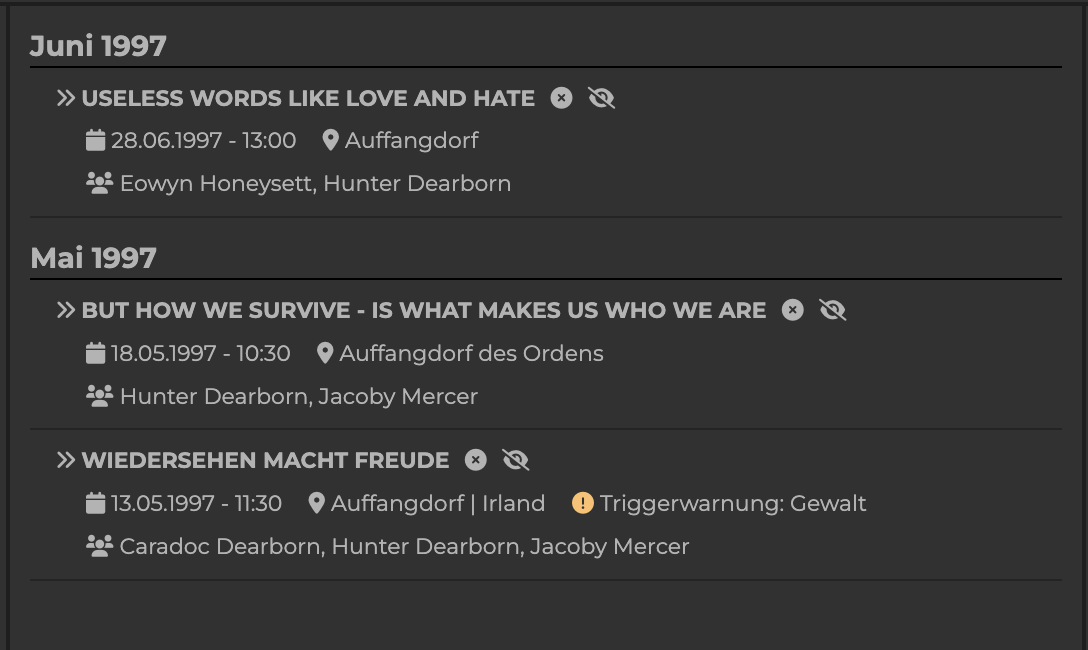 Juni 1997
USELESS WORDS LIKE LOVE AND HATE
28.06.1997 - 13:00 Auffangdorf
Eowyn Honeysett, Hunter Dearborn
Mai 1997
BUT HOW WE SURVIVE - IS WHAT MAKES US WHO WE ARE
18.05.1997 - 10:30 Auffangdorf des Ordens
Hunter Dearborn, Jacoby Mercer
WIEDERSEHEN MACHT FREUDE
13.05.1997 - 11:30 Auffangdorf | Irland Triggerwarnung: Gewalt
Caradoc Dearborn, Hunter Dearborn, Jacoby Mercer